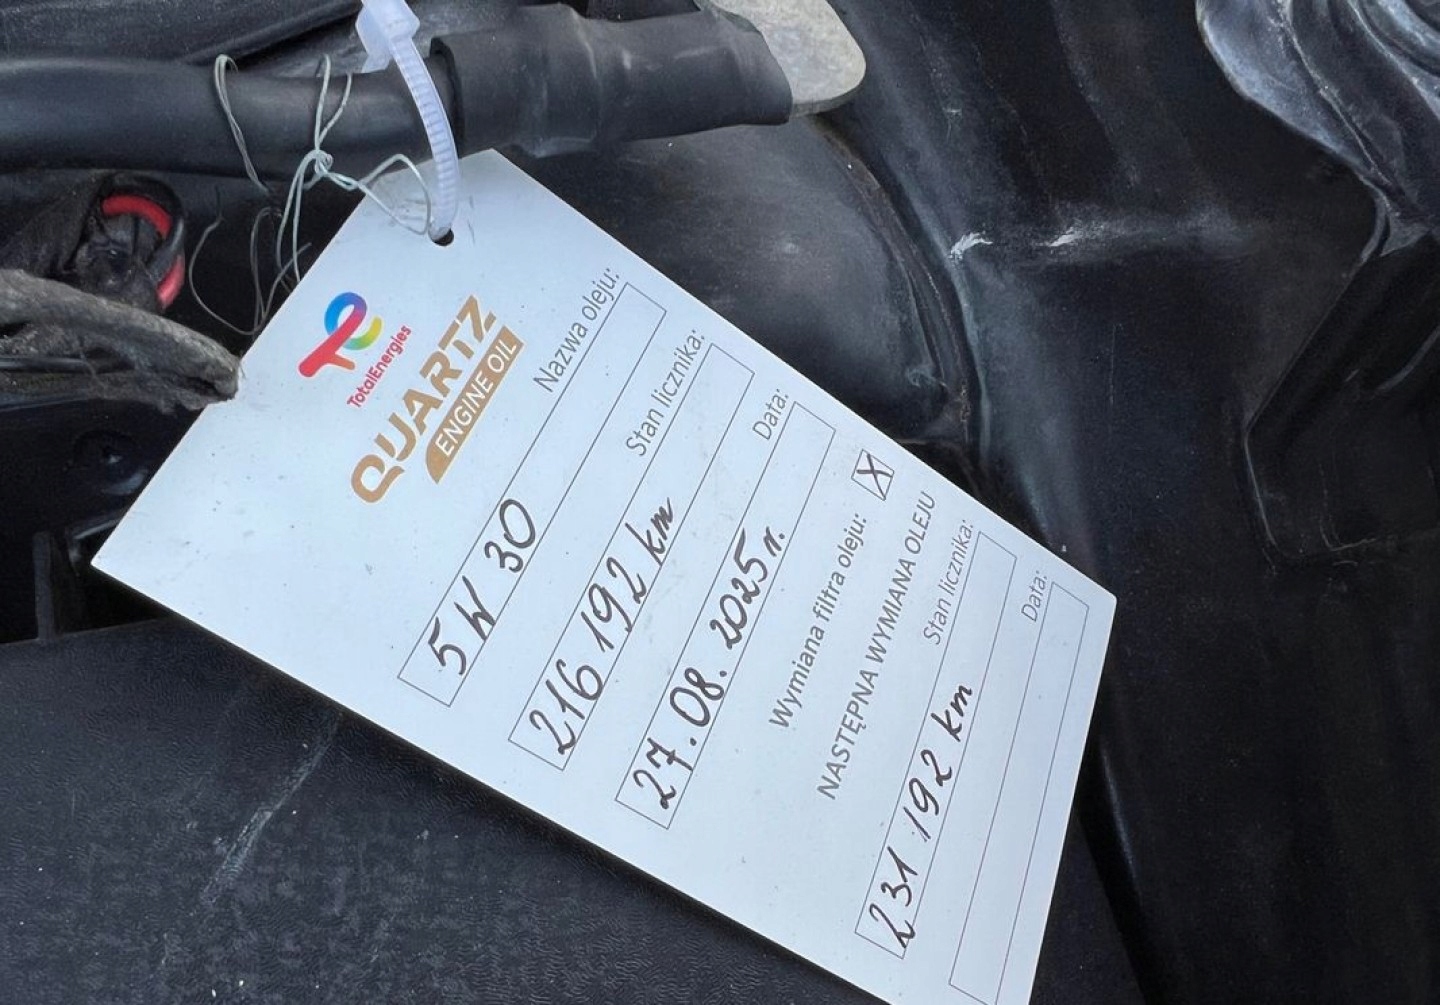 TotalEnergies
QUARTZ
ENGINE OIL
Nazwa oleju:
5W 30
Stan licznika:
216 192 km
Data:
27.08.2025 r.
Wymiana filtra oleju: X
NASTĘPNA WYMIANA OLEJU
Stan licznika:
231 192 km
Data: